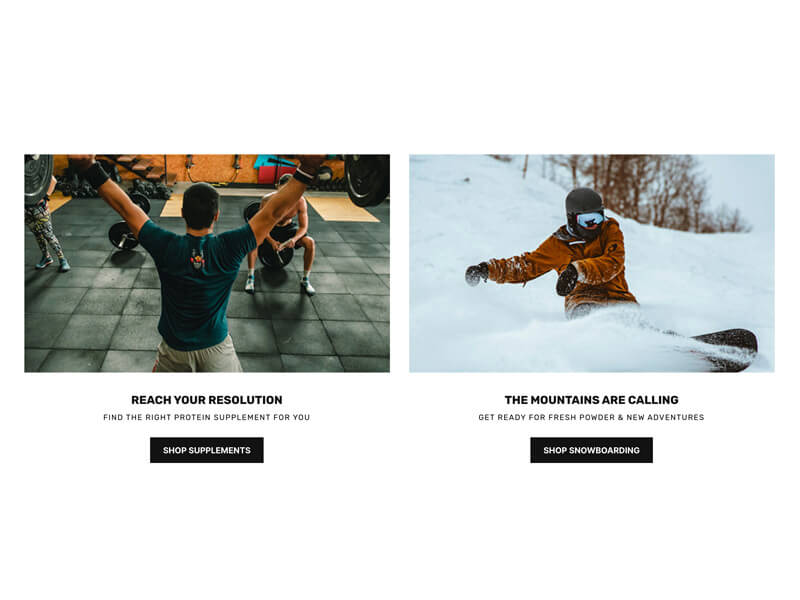 REACH YOUR RESOLUTION
FIND THE RIGHT PROTEIN SUPPLEMENT FOR YOU
SHOP SUPPLEMENTS
THE MOUNTAINS ARE CALLING
GET READY FOR FRESH POWDER & NEW ADVENTURES
SHOP SNOWBOARDING